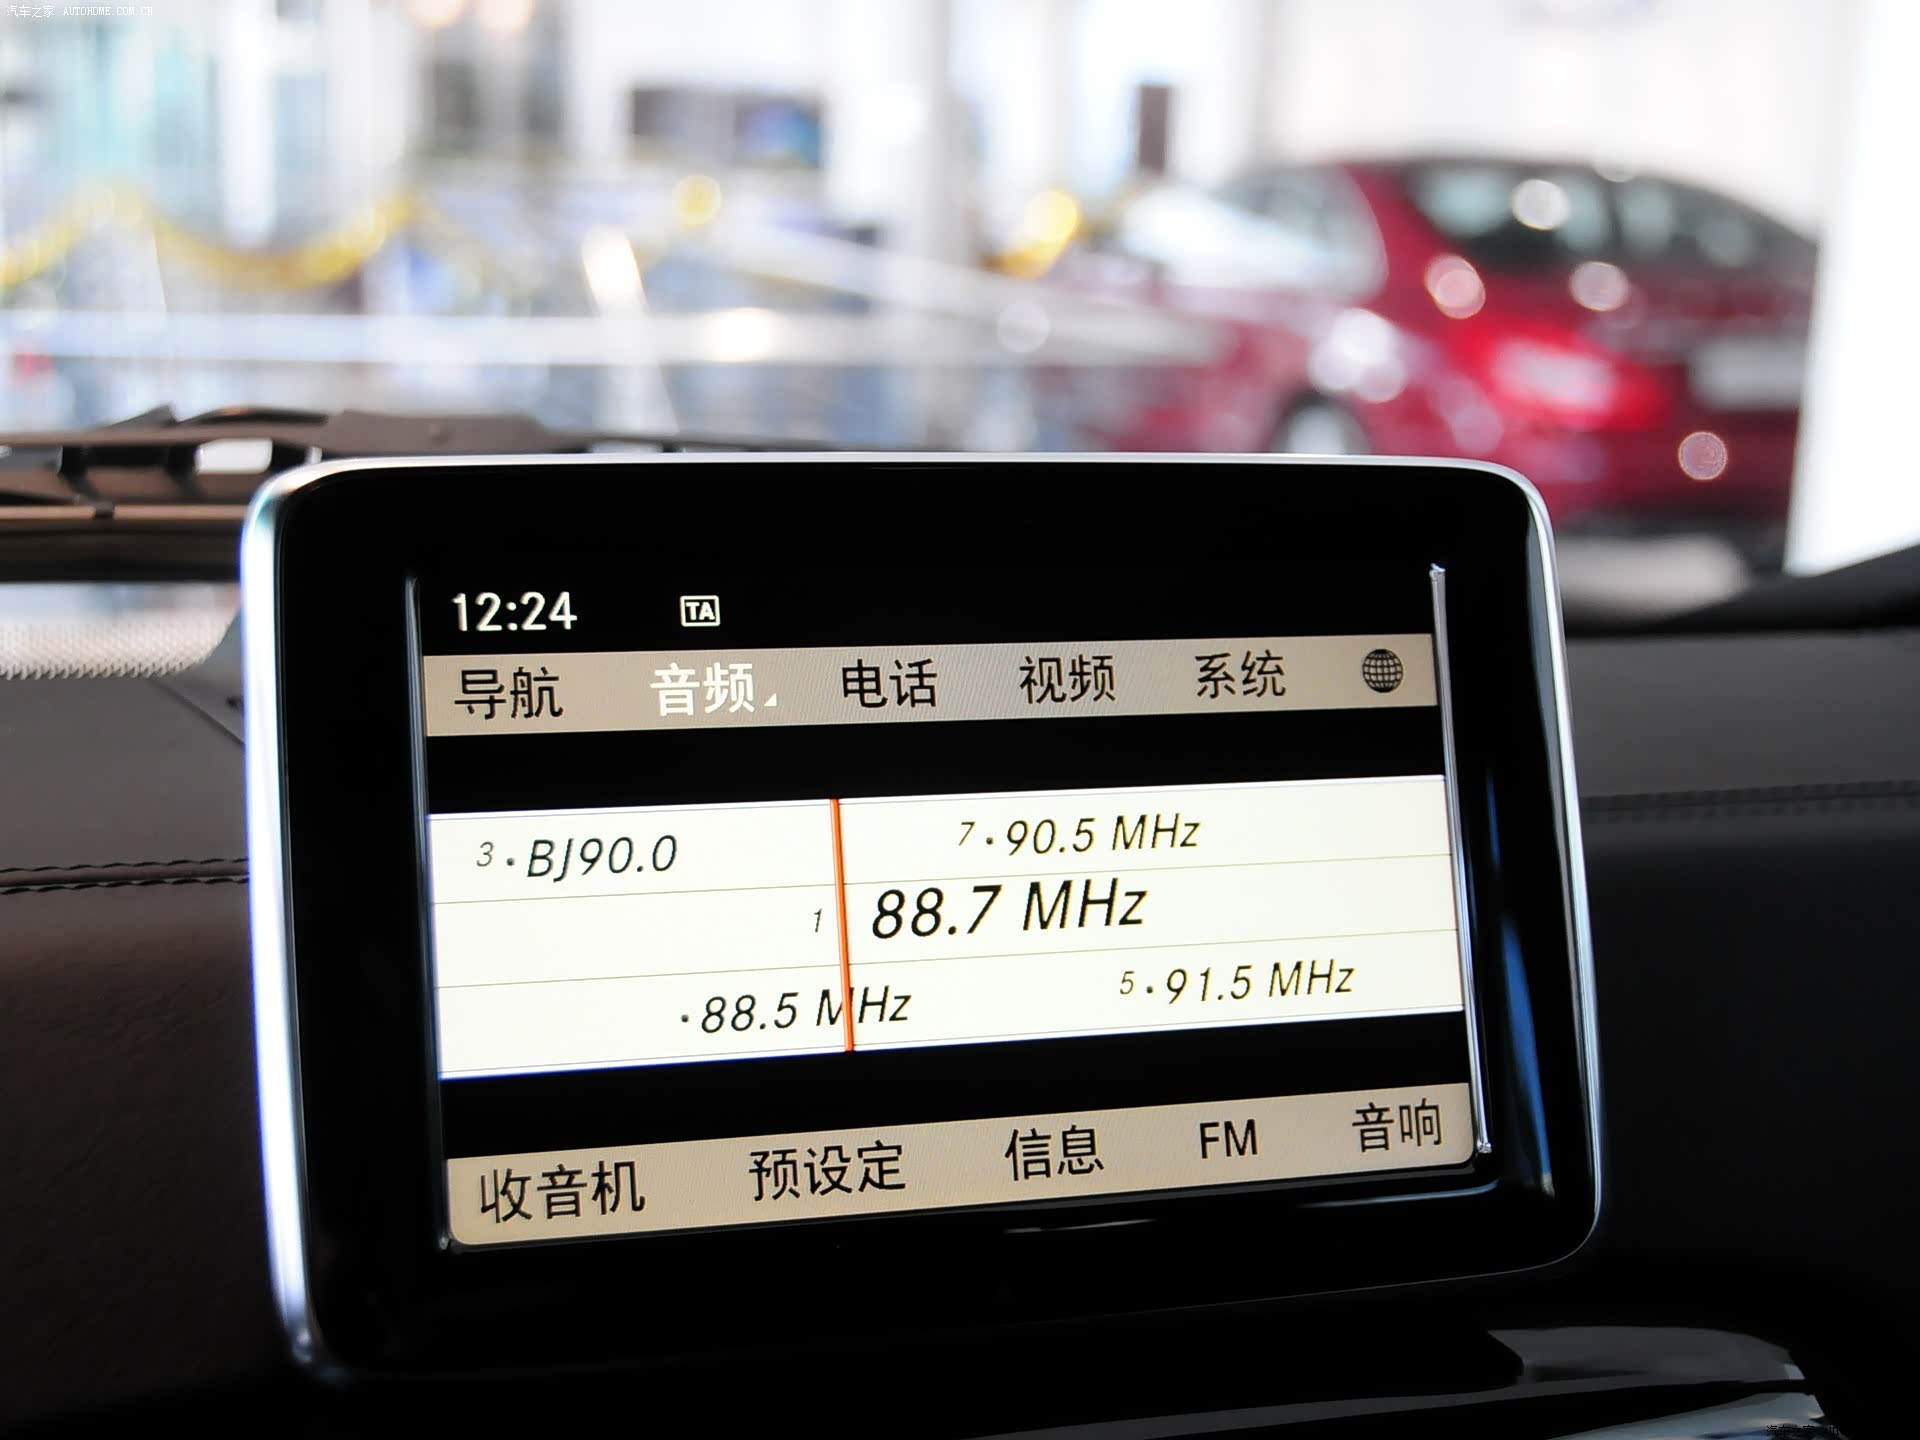 汽车之家 AUTOHOME.COM.CN
12:24 TA
导航 音频 电话 视频 系统
3·BJ90.0 7·90.5 MHz
1 88.7 MHz
·88.5 MHz 5·91.5 MHz
收音机 预设定 信息 FM 音响